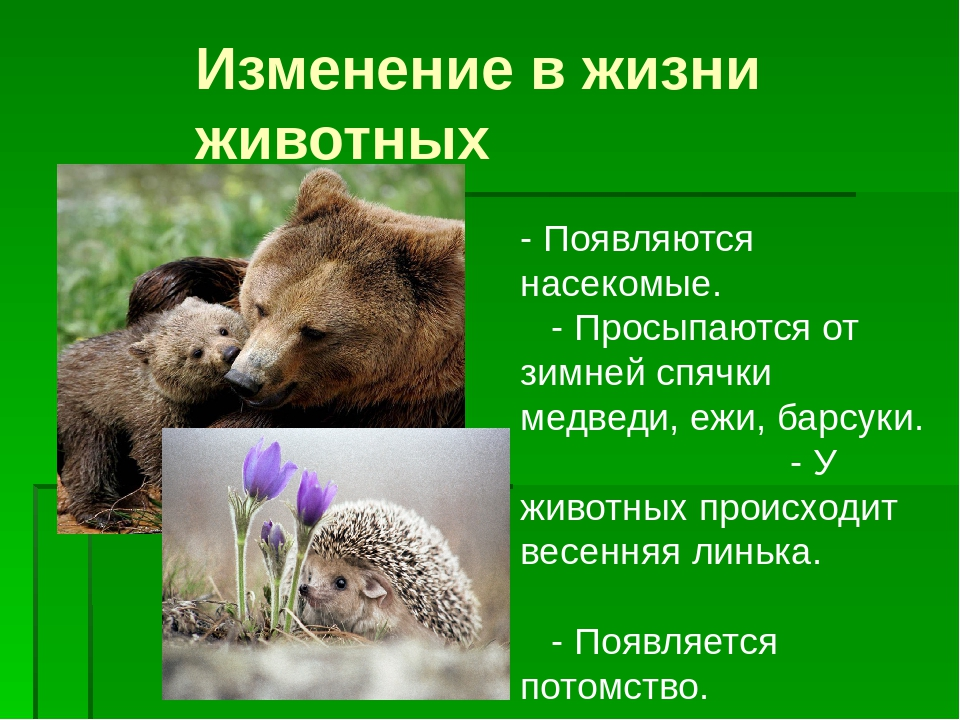 Изменение в жизни
животных
- Появляются
насекомые.
- Просыпаются от
зимней спячки
медведи, ежи, барсуки.
- У
животных происходит
весенняя линька.
- Появляется
потомство.